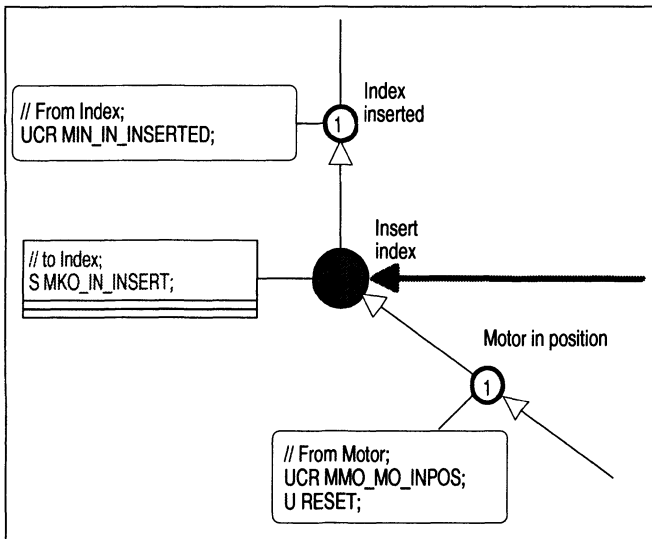 Index
inserted
// From Index;
UCR MIN_IN_INSERTED;
1
Insert
index
// to Index;
S MKO_IN_INSERT;
Motor in position
1
// From Motor;
UCR MMO_MO_INPOS;
U RESET;